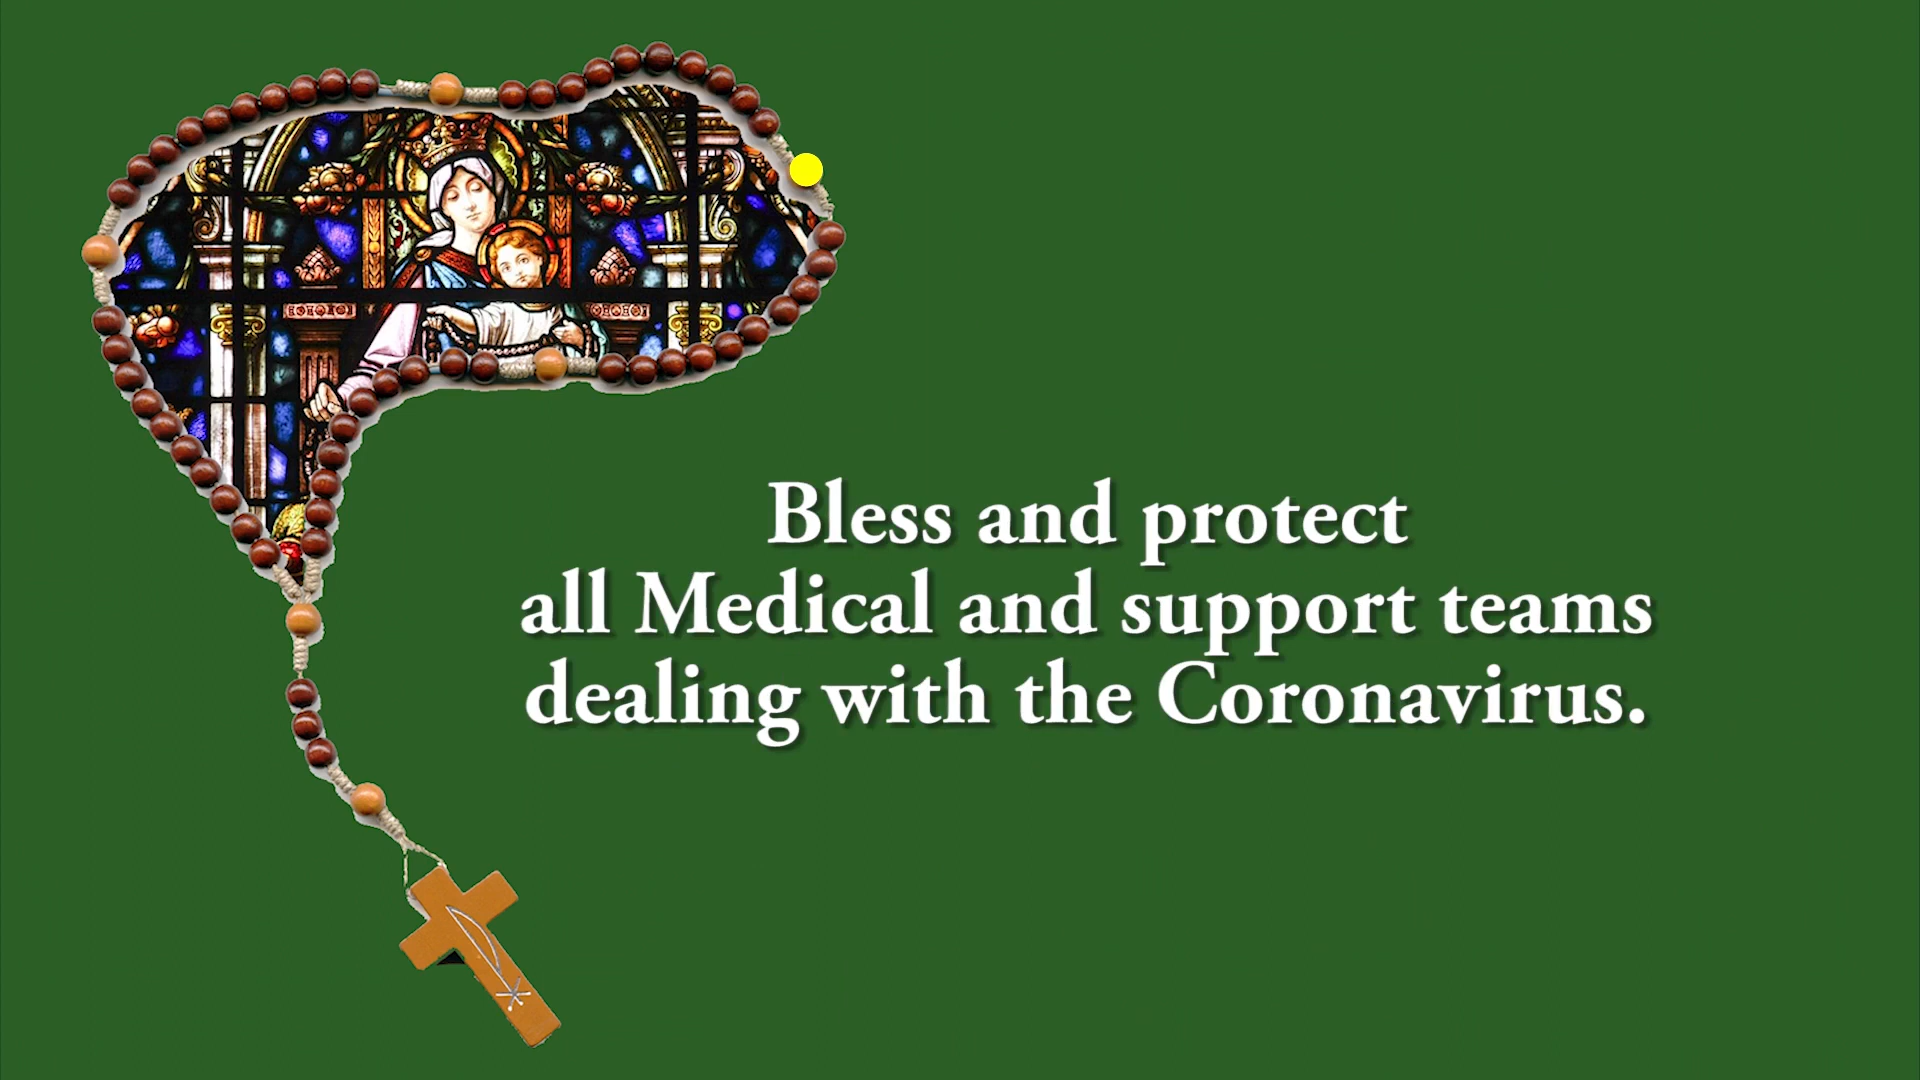 Bless and protect
all Medical and support teams
dealing with the Coronavirus.